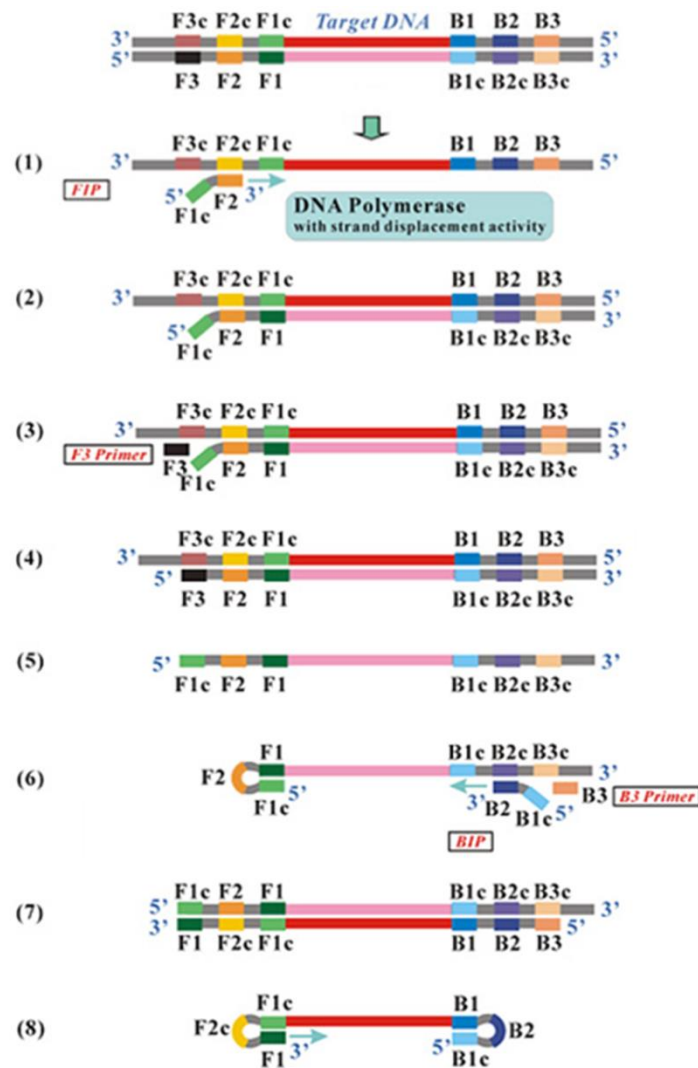 F3c F2c F1c Target DNA B1 B2 B3
3’ 5’
5’ 3’
F3 F2 F1 B1c B2c B3c
F3c F2c F1c B1 B2 B3
(1) 3’ 5’
FIP 5’ F2 3’
F1c
DNA Polymerase
with strand displacement activity
F3c F2c F1c B1 B2 B3
(2) 3’ 5’
5’ 3’
F1c F2 F1 B1c B2c B3c
F3c F2c F1c B1 B2 B3
(3) 3’ 5’
F3 Primer 3’
F3 F1c F2 F1 B1c B2c B3c
F3c F2c F1c B1 B2 B3
(4) 3’ 5’
5’ 3’
F3 F2 F1 B1c B2c B3c
(5) 5’ 3’
F1c F2 F1 B1c B2c B3c
F1 B1c B2c B3c
(6) F2 3’
F1c 5’ 3’ B2 B1c 5’ B3 B3 Primer
BIP
F1c F2 F1 B1c B2c B3c
(7) 5’ 3’
3’ 5’
F1 F2c F1c B1 B2 B3
F1c B1
(8) F2c B2
F1 3’ 5’ B1c